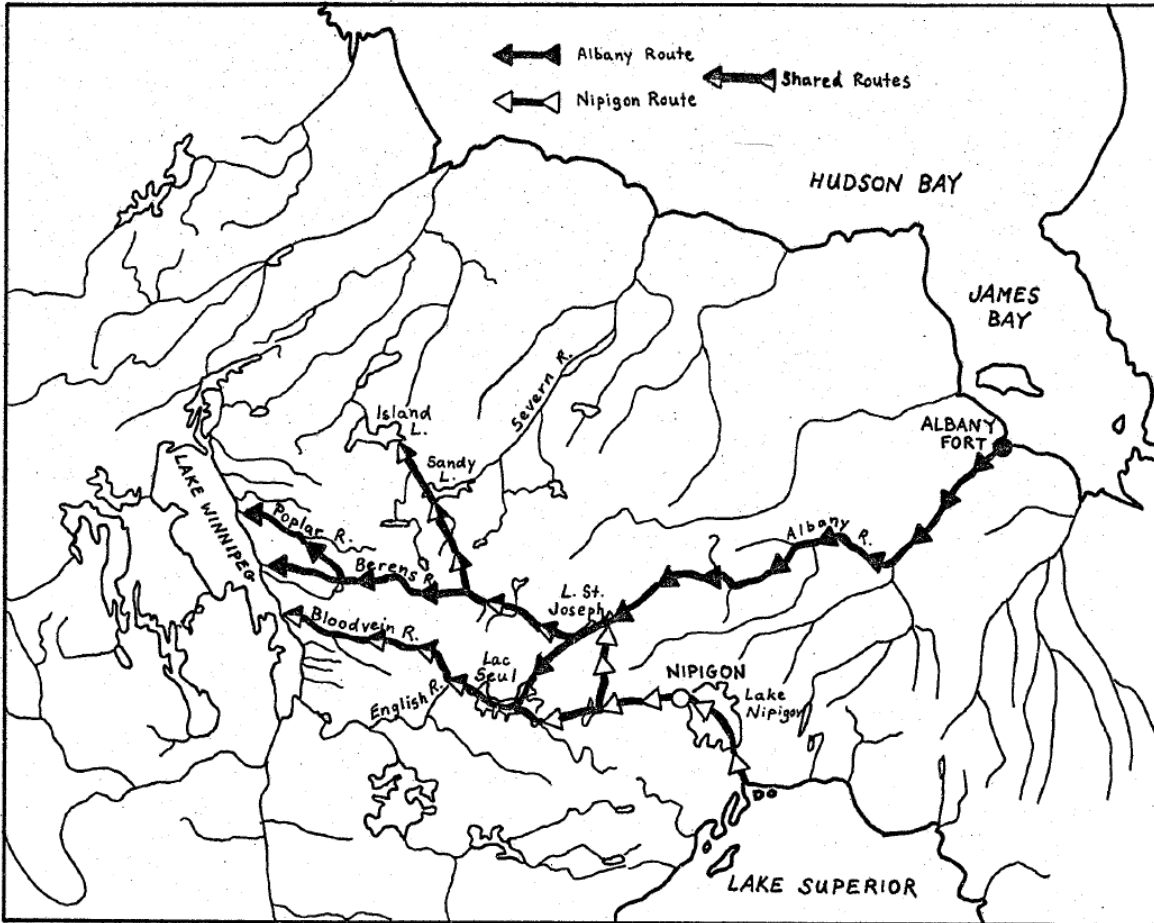 Albany Route
Shared Routes
Nipigon Route
HUDSON BAY
JAMES
BAY
Severn R.
Island
L.
ALBANY
FORT
Sandy
L.
LAKE WINNIPEG
Poplar R.
Albany R.
Berens R.
L. St.
Joseph
Bloodvein R.
Lac
Seul
NIPIGON
English R.
Lake
Nipigon
DO
LAKE SUPERIOR